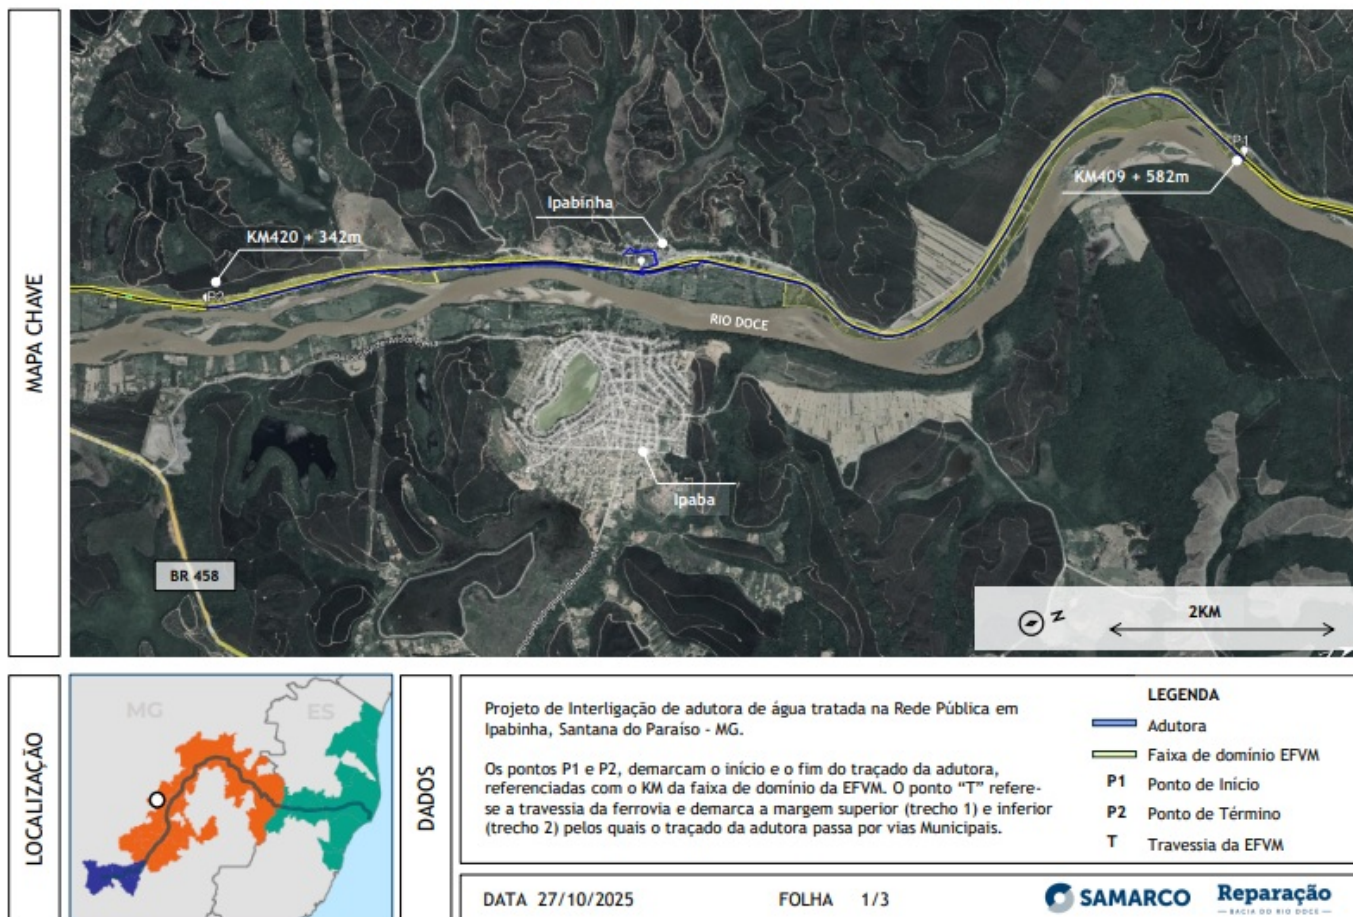 MAPA CHAVE
P1
KM409 + 582m
Ipabinha
KM420 + 342m
T
P2
RIO DOCE
Ipaba
BR 458
N
2KM
LOCALIZAÇÃO
MG
ES
DADOS
Projeto de Interligação de adutora de água tratada na Rede Pública em
Ipabinha, Santana do Paraíso - MG.
Os pontos P1 e P2, demarcam o início e o fim do traçado da adutora,
referenciadas com o KM da faixa de domínio da EFVM. O ponto “T” refere-
se a travessia da ferrovia e demarca a margem superior (trecho 1) e inferior
(trecho 2) pelos quais o traçado da adutora passa por vias Municipais.
LEGENDA
Adutora
Faixa de domínio EFVM
P1 Ponto de Início
P2 Ponto de Término
T Travessia da EFVM
DATA 27/10/2025
FOLHA 1/3
SAMARCO
Reparação
BACIA DO RIO DOCE